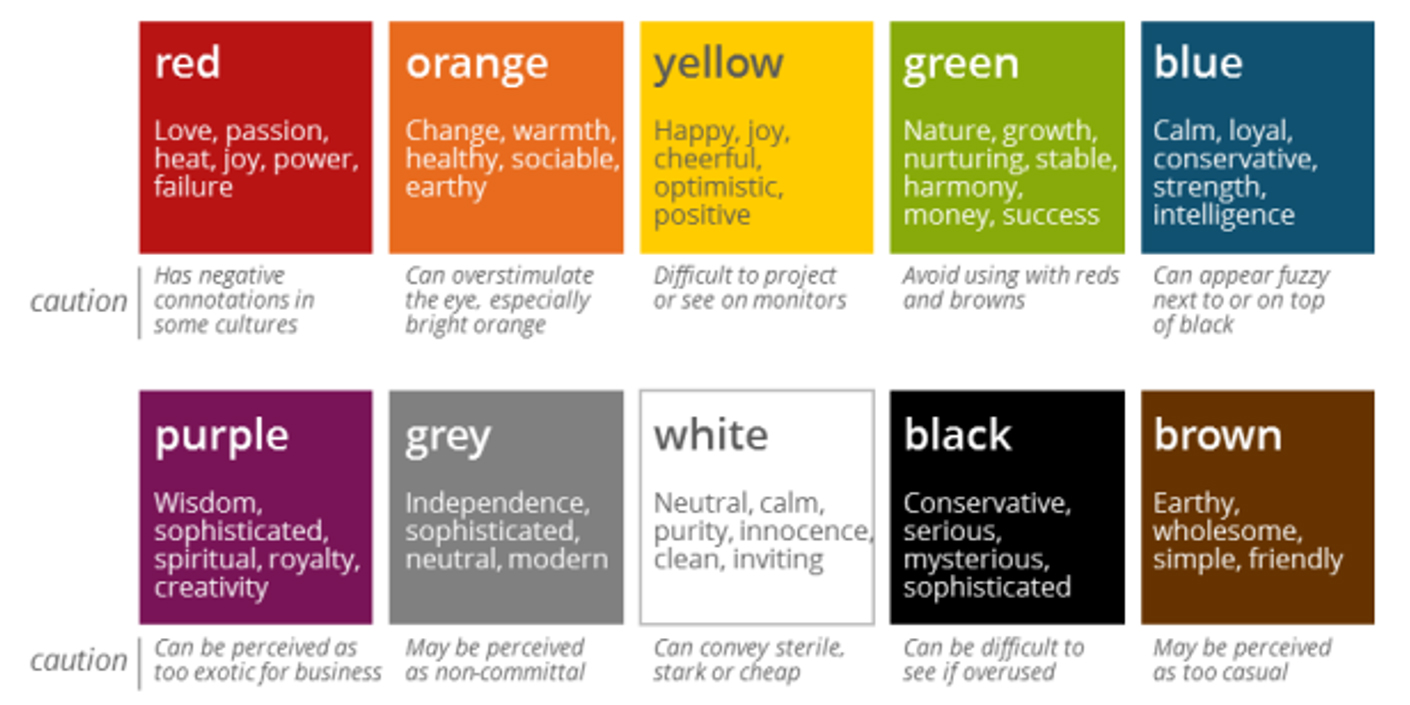 red
Love, passion,
heat, joy, power,
failure
orange
Change, warmth,
healthy, sociable,
earthy
yellow
Happy, joy,
cheerful,
optimistic,
positive
green
Nature, growth,
nurturing, stable,
harmony,
money, success
blue
Calm, loyal,
conservative,
strength,
intelligence
caution
Has negative
connotations in
some cultures
Can overstimulate
the eye, especially
bright orange
Difficult to project
or see on monitors
Avoid using with reds
and browns
Can appear fuzzy
next to or on top
of black
purple
Wisdom,
sophisticated,
spiritual, royalty,
creativity
grey
Independence,
sophisticated,
neutral, modern
white
Neutral, calm,
purity, innocence,
clean, inviting
black
Conservative,
serious,
mysterious,
sophisticated
brown
Earthy,
wholesome,
simple, friendly
caution
Can be perceived as
too exotic for business
May be perceived
as non-committal
Can convey sterile,
stark or cheap
Can be difficult to
see if overused
May be perceived
as too casual